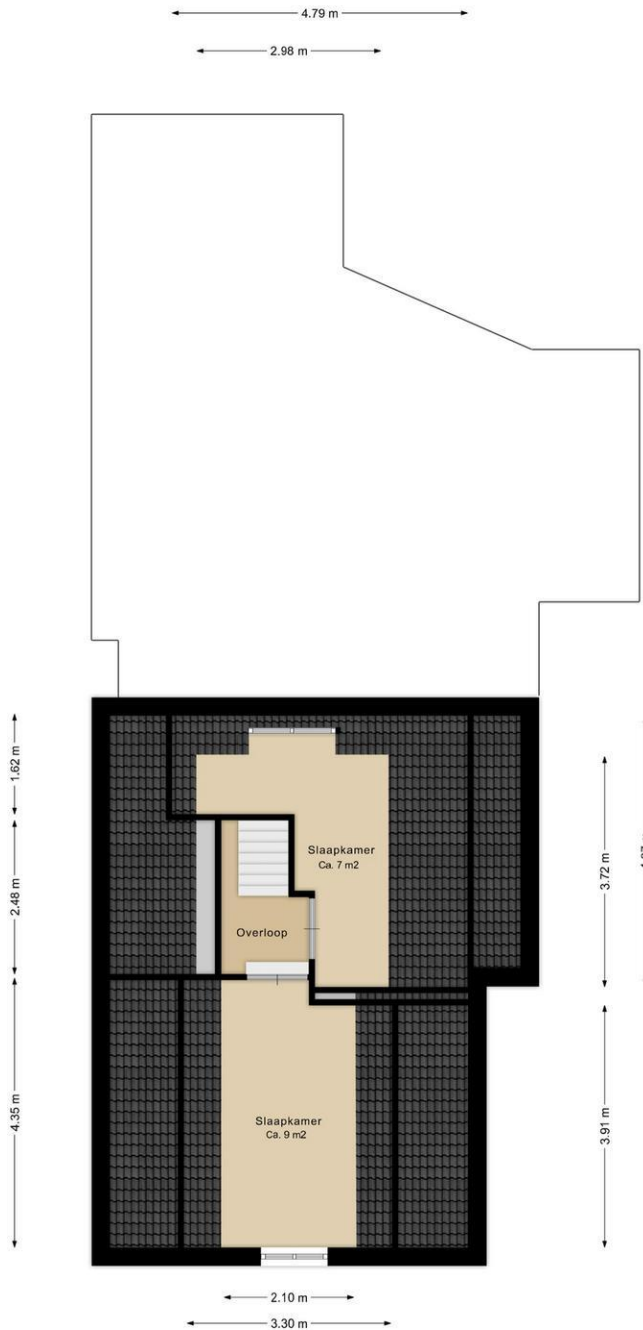 4.79 m
2.98 m
1.62 m
2.48 m
4.35 m
Slaapkamer
Ca. 7 m2
Overloop
Slaapkamer
Ca. 9 m2
3.72 m
3.91 m
2.10 m
3.30 m